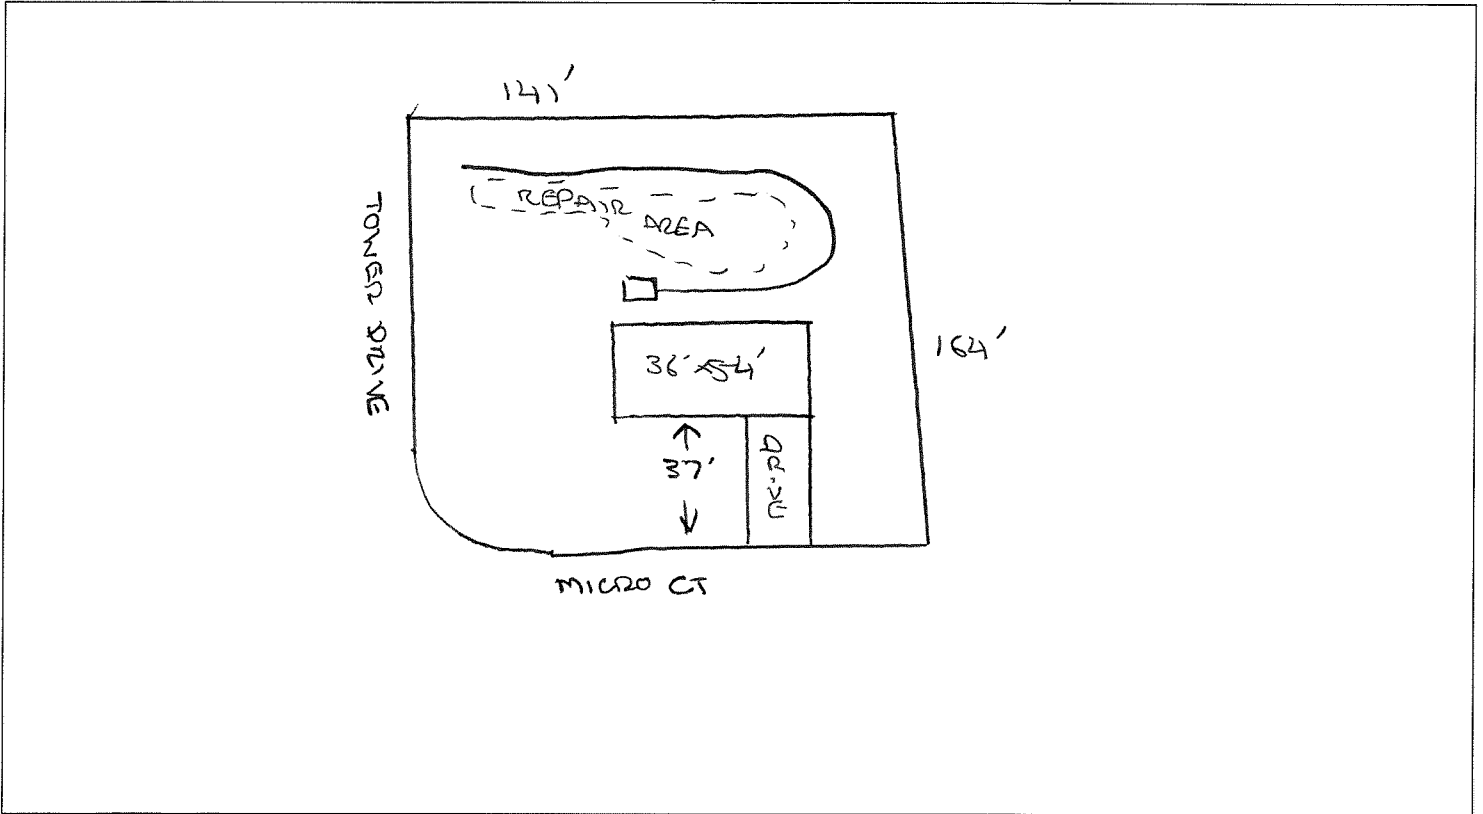 141'
REPAIR
AREA
TOWER DRIVE
164'
36' x 54'
37'
DRIVE
MICRO CT